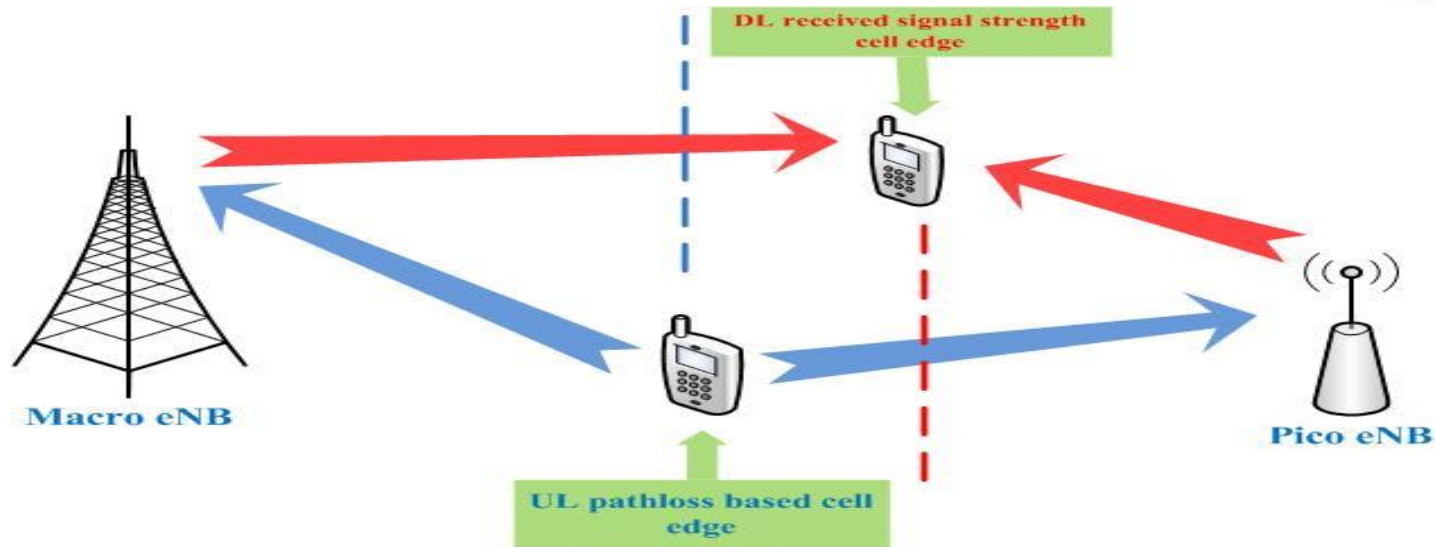 DL received signal strength
cell edge
Macro eNB
Pico eNB
UL pathloss based cell
edge